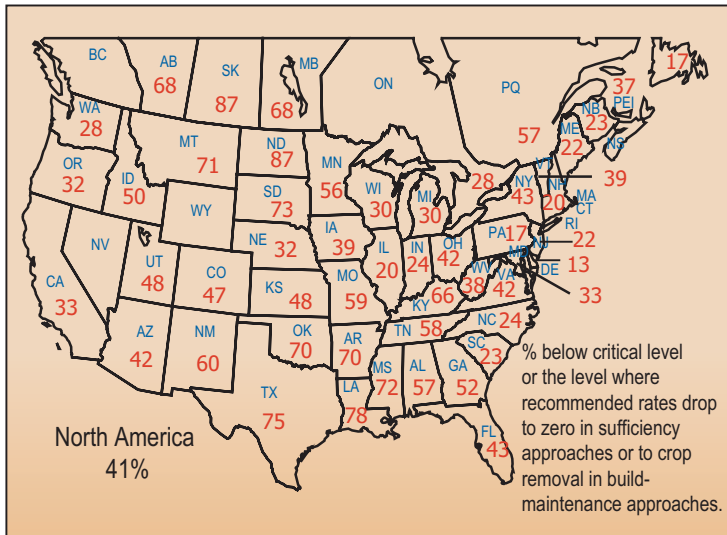 BC
AB
68
SK
87
MB
68
ON
PQ
57
17
37
NB
23
PEI
NS
ME
22
WA
28
MT
71
ND
87
MN
56
OR
32
ID
50
WY
SD
73
WI
30
MI
30
28
NY
43
VT
39
NH
20
MA
CT
RI
22
NV
UT
48
CO
47
NE 32
IA
39
IL
20
IN
24
OH
42
PA 17
NJ
MD
13
DE
33
CA
33
KS 48
MO
59
KY 66
WV
38
VA
42
AZ
42
NM
60
OK
70
AR
70
TN 58
NC 24
SC
23
TX
75
LA
78
MS
72
AL
57
GA
52
FL
43
North America
41%
% below critical level
or the level where
recommended rates drop
to zero in sufficiency
approaches or to crop
removal in build-
maintenance approaches.